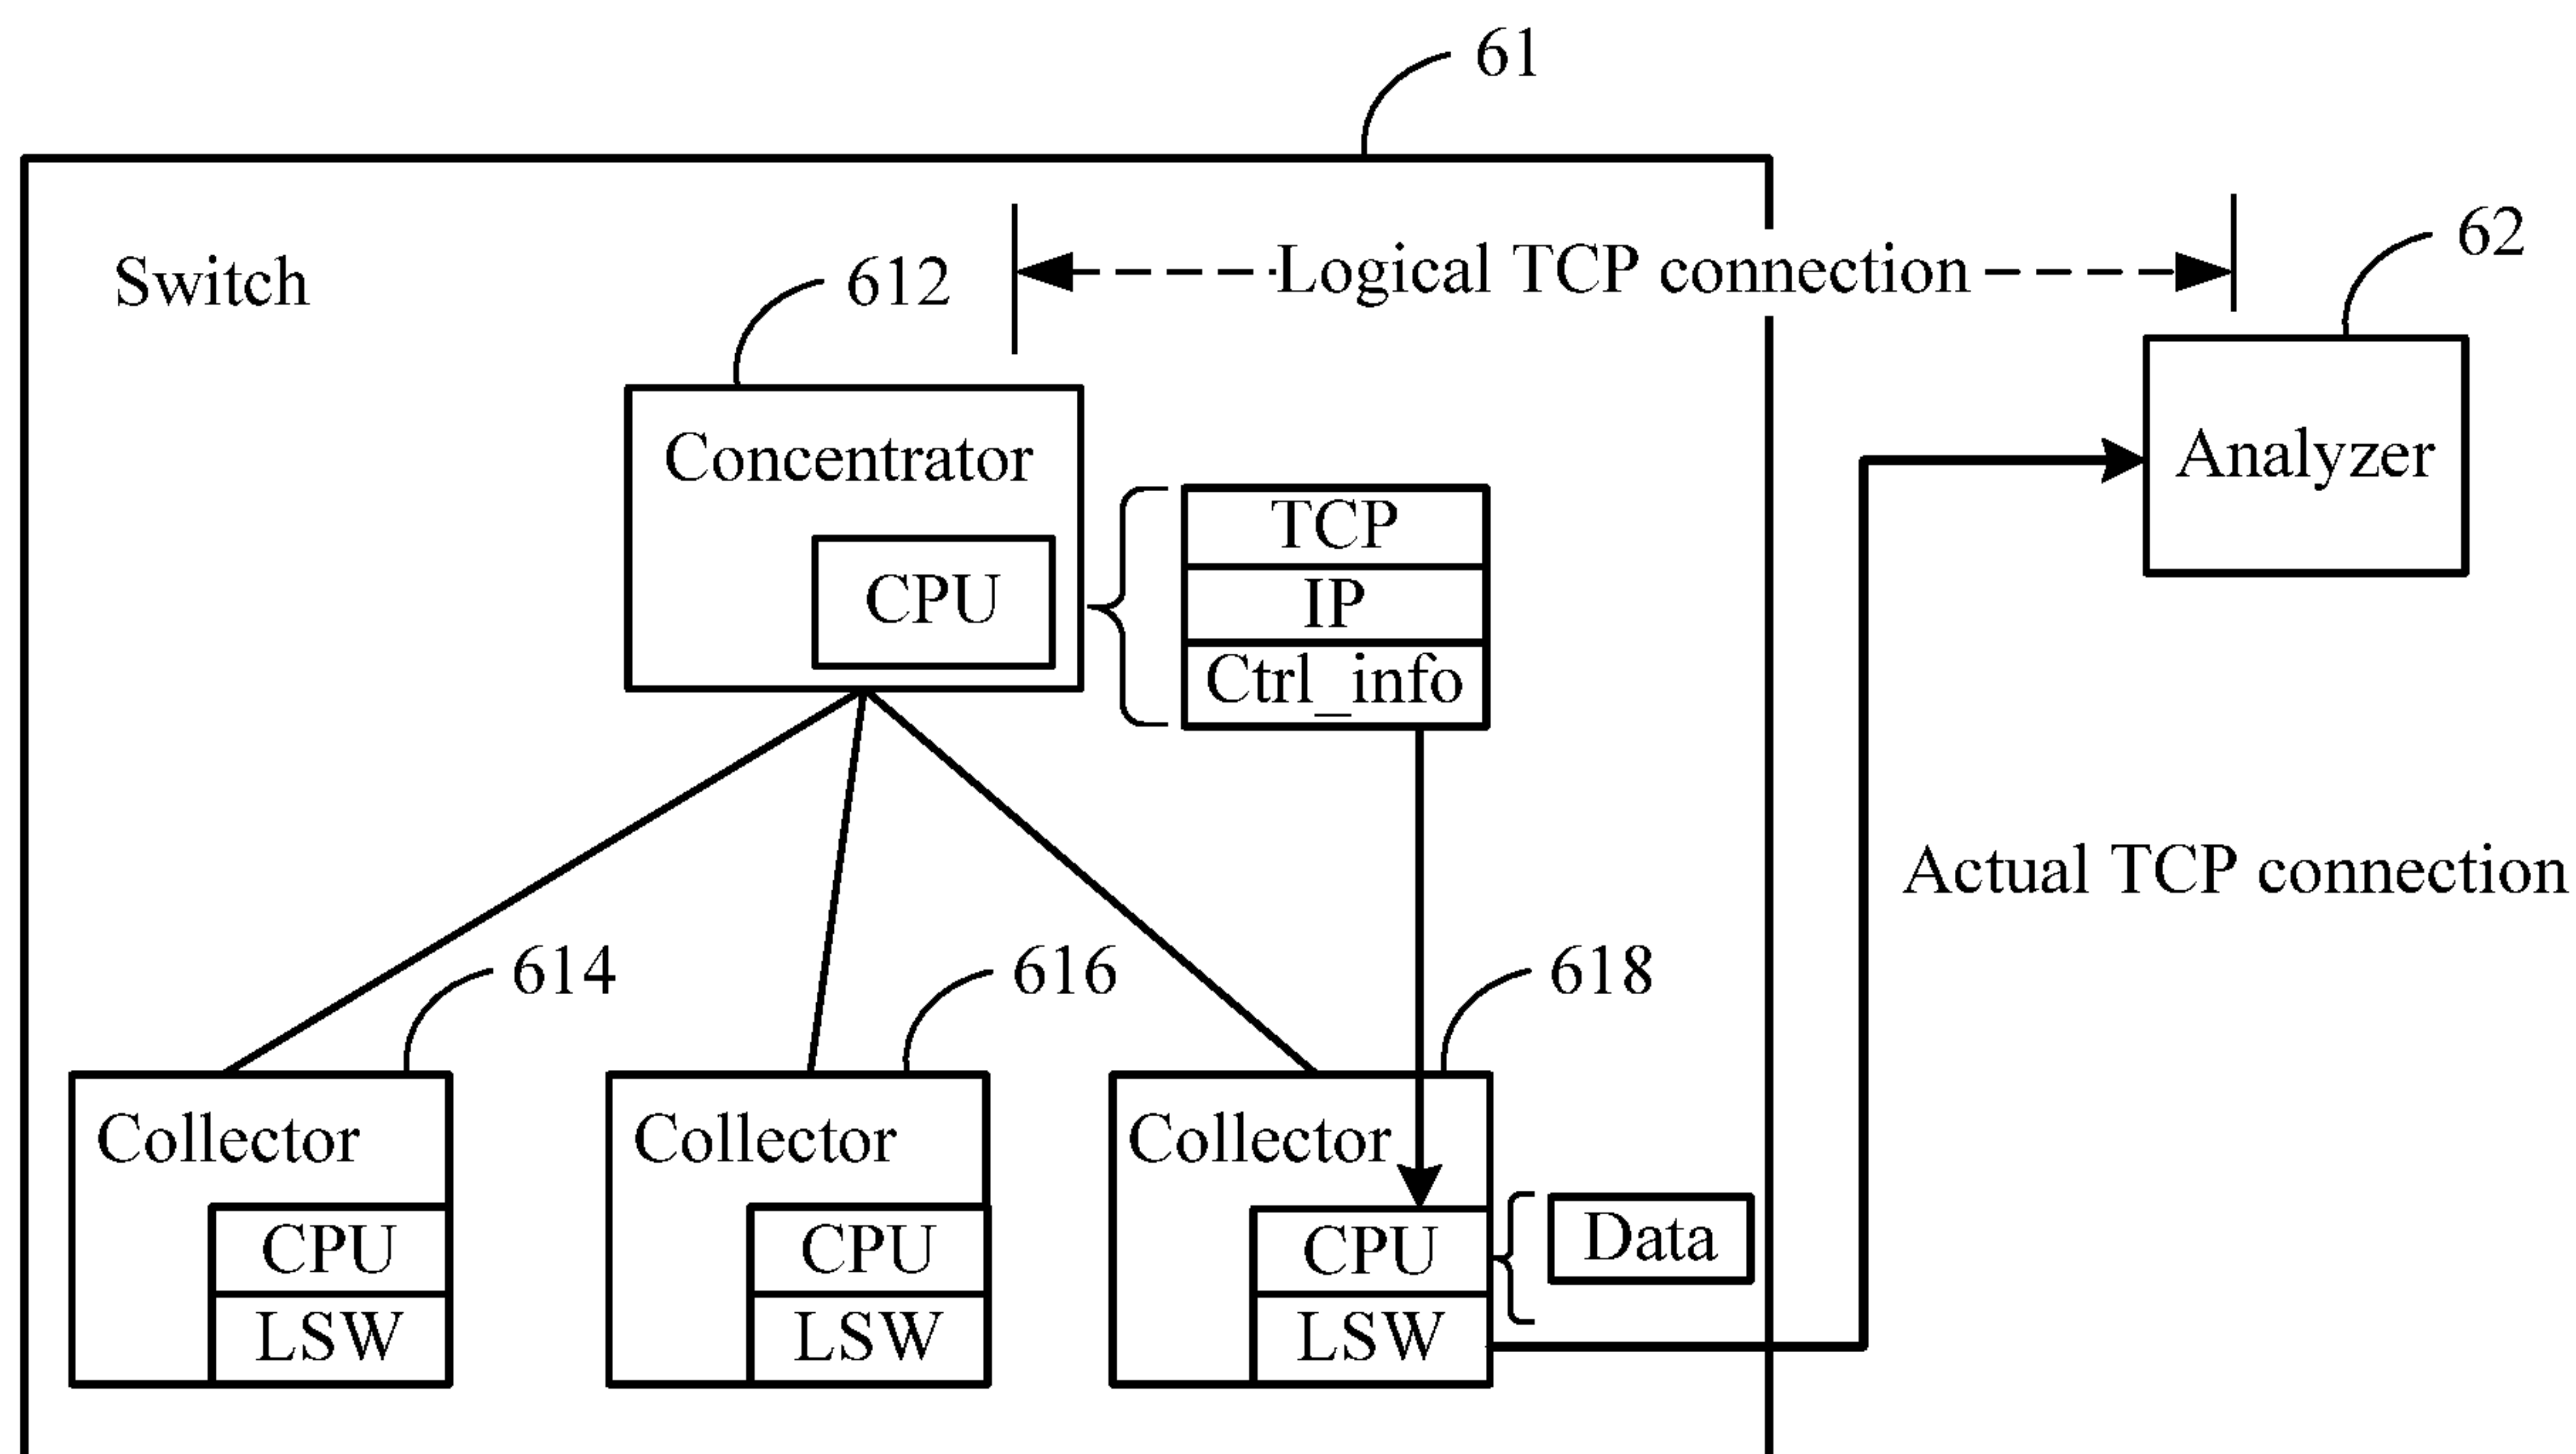 61
Switch
612
Logical TCP connection
62
Concentrator
CPU
TCP
IP
Ctrl_info
Analyzer
Actual TCP connection
614
616
618
Collector
CPU
LSW
Collector
CPU
LSW
Collector
CPU
LSW
Data